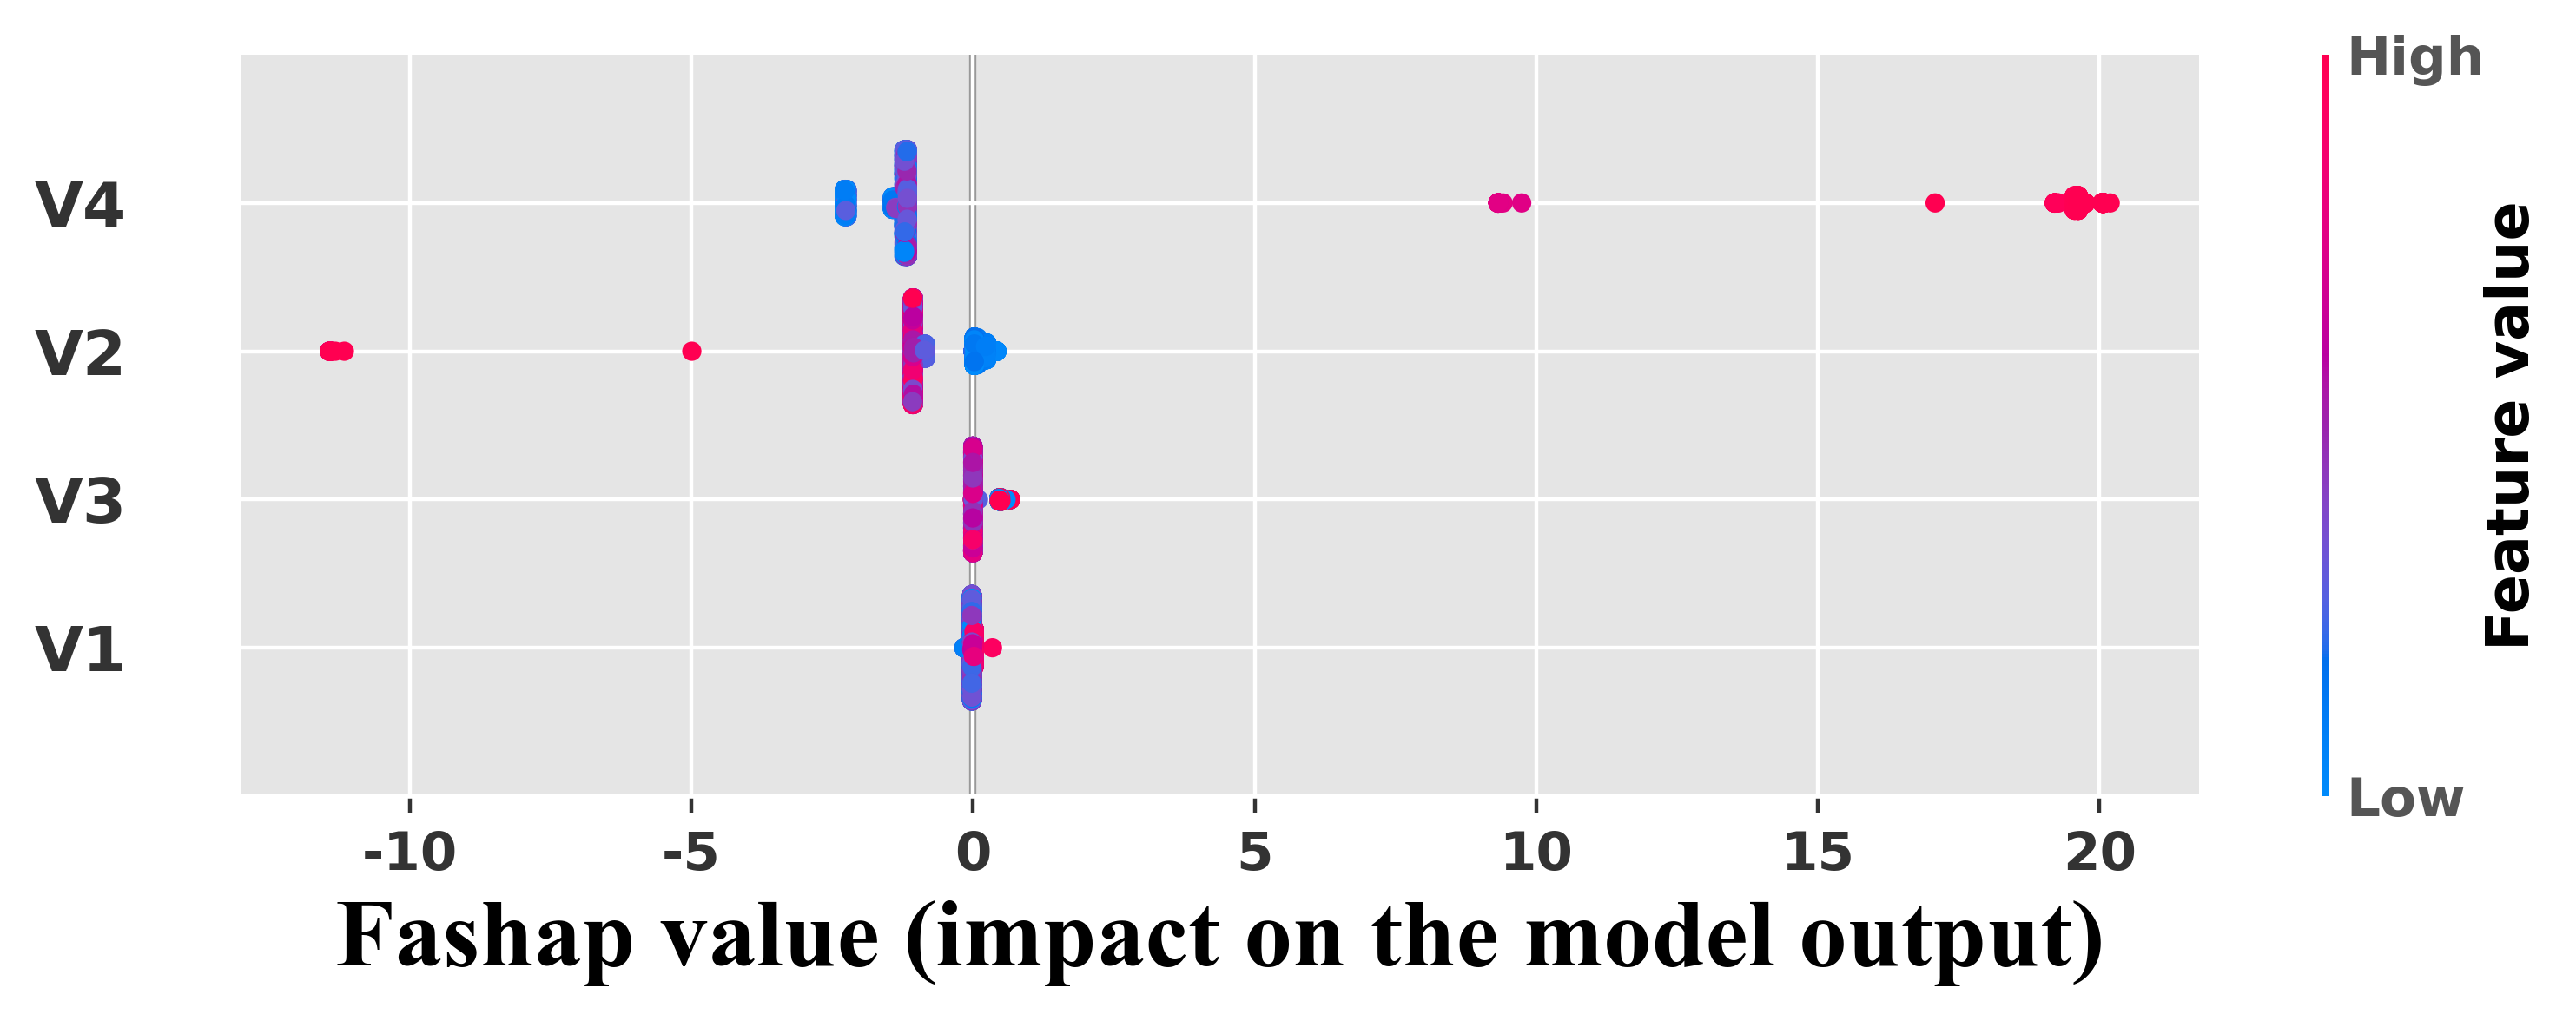 High
V4
V2
V3
V1
Feature value
Low
-10 -5 0 5 10 15 20
Fashap value (impact on the model output)